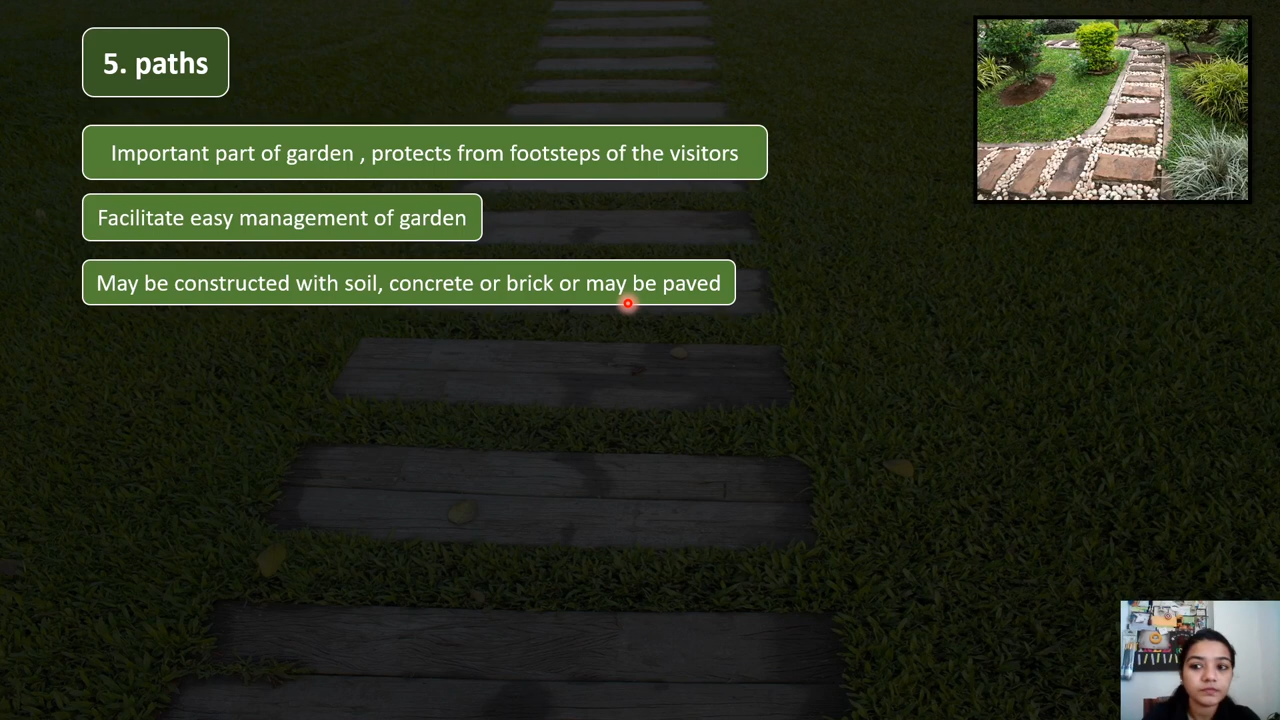 5. paths
Important part of garden , protects from footsteps of the visitors
Facilitate easy management of garden
May be constructed with soil, concrete or brick or may be paved